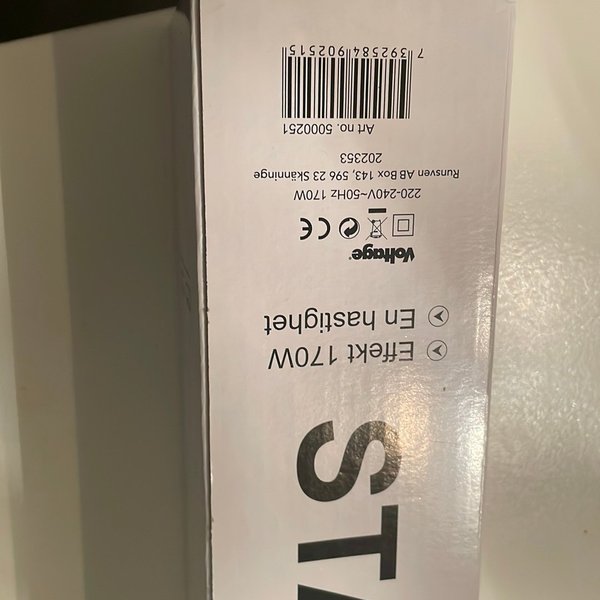 STA
Effekt 170W
En hastighet
Voltage
CE
220-240V~50Hz 170W
Runsven AB Box 143, 596 23 Skänninge
202353
Art no. 5000251
7 392584 902515